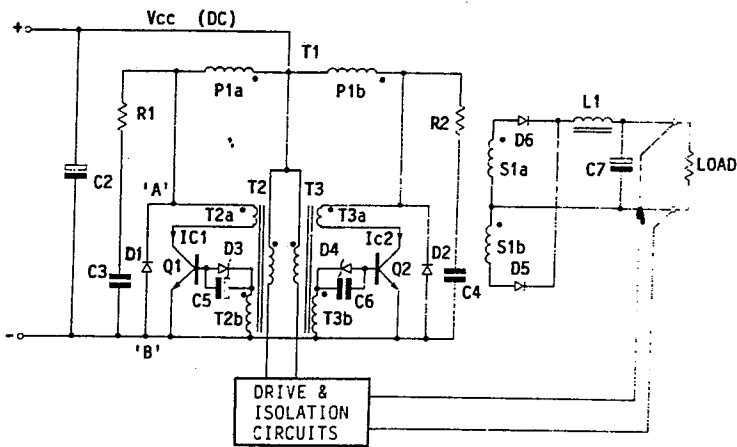 +
Vcc (DC)
T1
P1a
P1b
L1
R1
R2
D6
S1a
C7
LOAD
C2
'A'
T2
T3
T2a
T3a
S1b
IC1
D3
D4
Ic2
D1
D2
D5
Q1
Q2
C3
C5
C6
C4
T2b
T3b
-
'B'
DRIVE &
ISOLATION
CIRCUITS